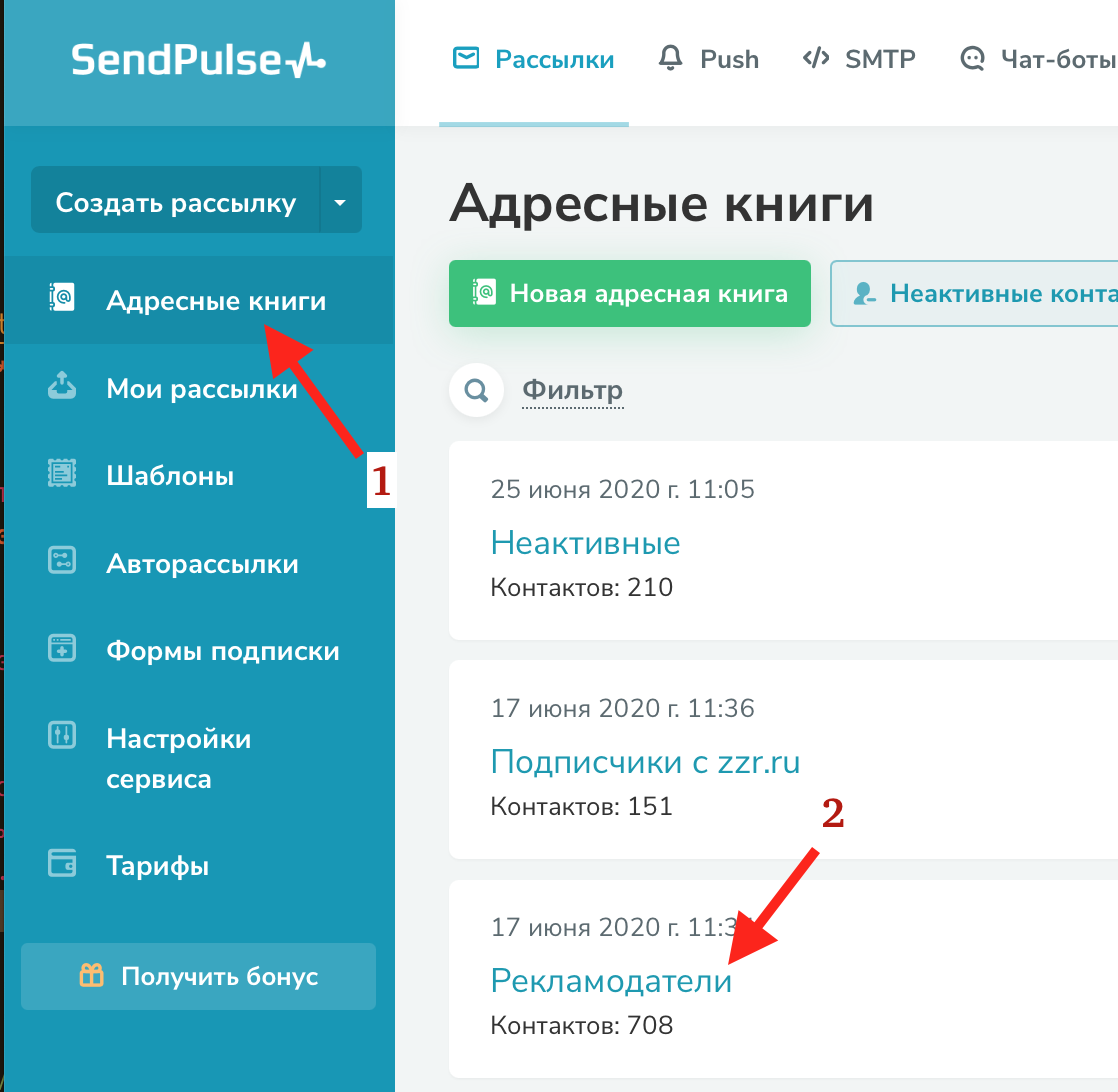 SendPulse
Рассылки
Push
SMTP
Чат-боты
Создать рассылку
Адресные книги
Мои рассылки
Шаблоны
Авторассылки
Формы подписки
Настройки
сервиса
Тарифы
Получить бонус
1
Адресные книги
Новая адресная книга
Неактивные конта
Фильтр
25 июня 2020 г. 11:05
Неактивные
Контактов: 210
17 июня 2020 г. 11:36
Подписчики с zzr.ru
Контактов: 151
2
17 июня 2020 г. 11:3
Рекламодатели
Контактов: 708